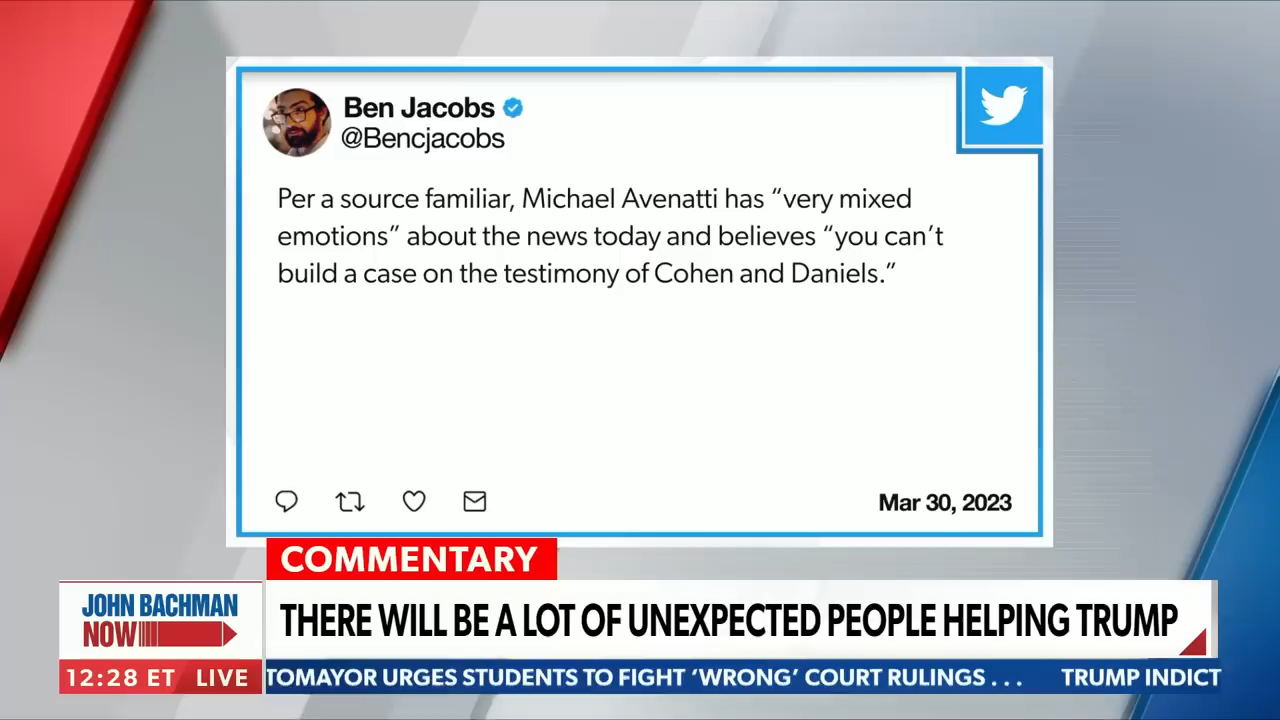 Ben Jacobs
@Bencjacobs
Per a source familiar, Michael Avenatti has “very mixed
emotions” about the news today and believes “you can’t
build a case on the testimony of Cohen and Daniels.”
Mar 30, 2023
COMMENTARY
JOHN BACHMAN
NOW
THERE WILL BE A LOT OF UNEXPECTED PEOPLE HELPING TRUMP
12:28 ET LIVE
TOMAYOR URGES STUDENTS TO FIGHT ‘WRONG’ COURT RULINGS . . . TRUMP INDICT